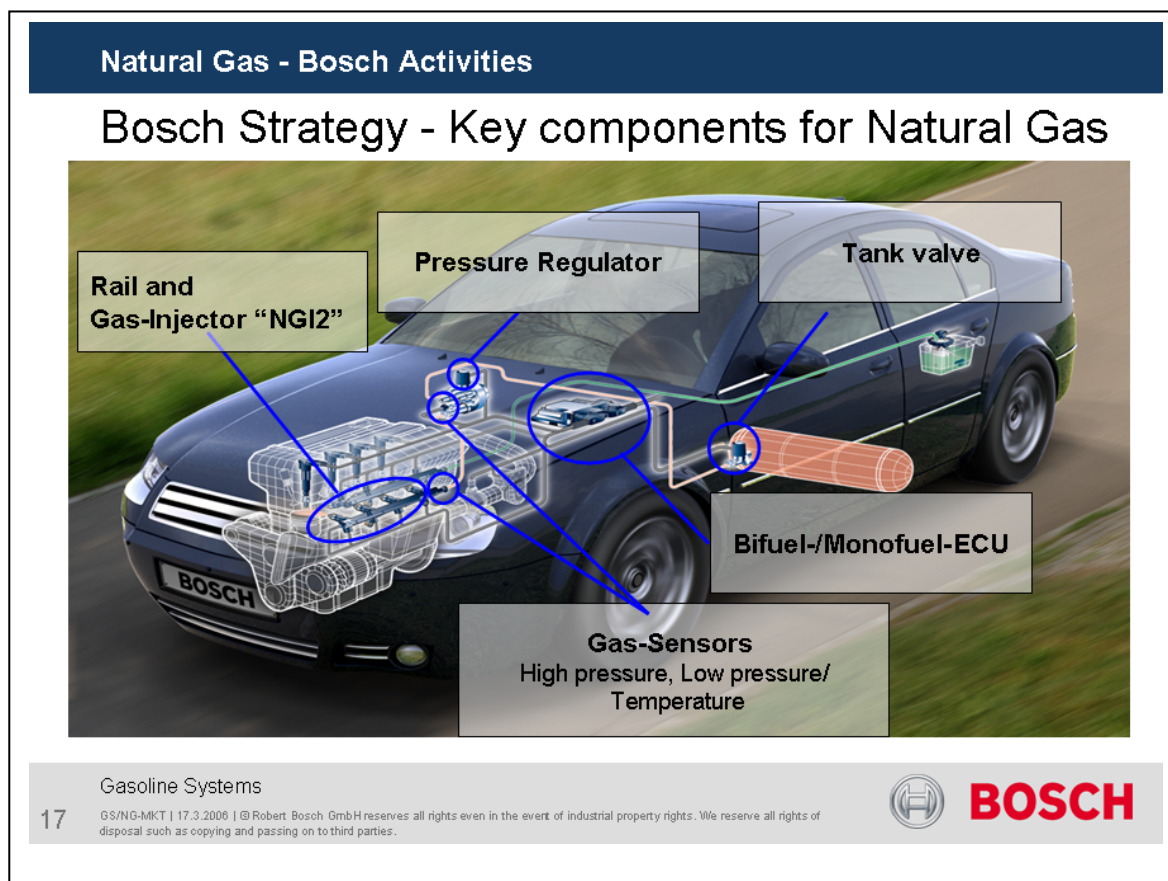 Natural Gas - Bosch Activities
Bosch Strategy - Key components for Natural Gas
Rail and
Gas-Injector “NGI2”
Pressure Regulator
Tank valve
Bifuel-/Monofuel-ECU
Gas-Sensors
High pressure, Low pressure/
Temperature
BOSCH
Gasoline Systems
17
GS/NG-MKT | 17.3.2006 | © Robert Bosch GmbH reserves all rights even in the event of industrial property rights. We reserve all rights of
disposal such as copying and passing on to third parties.
BOSCH